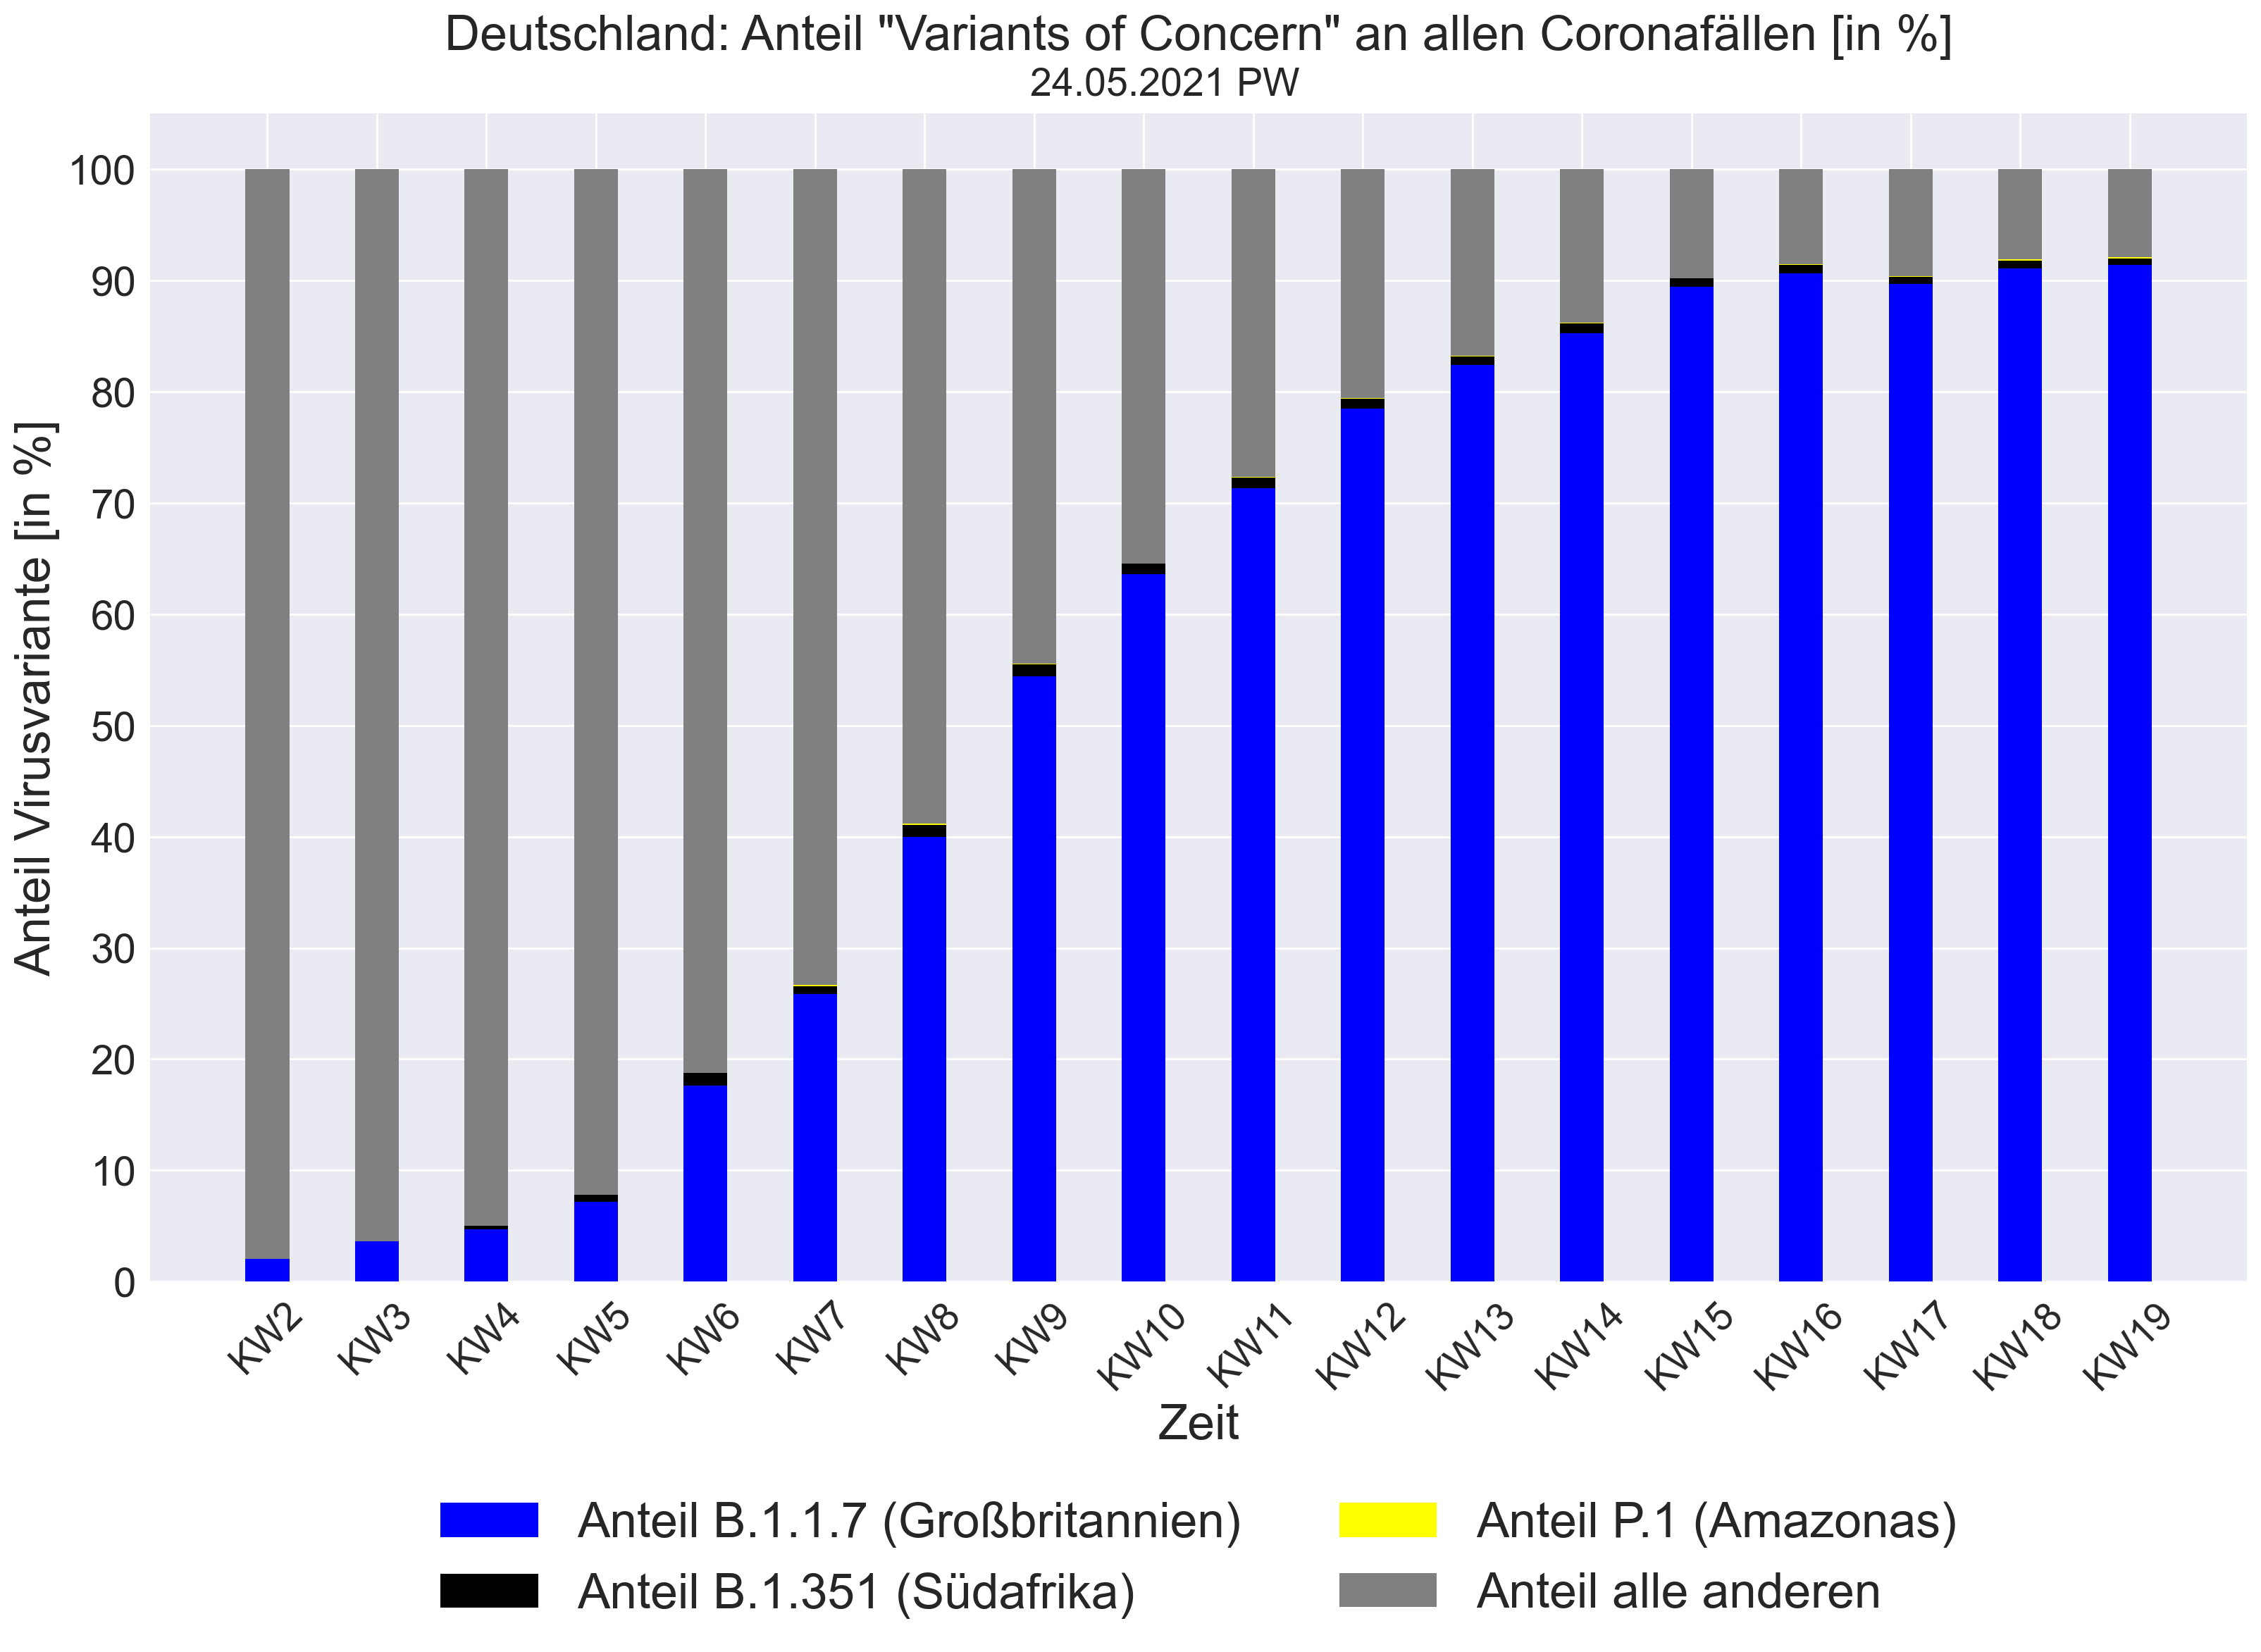 Deutschland: Anteil "Variants of Concern" an allen Coronafällen [in %]
24.05.2021 PW
Anteil Virusvariante [in %]
100
90
80
70
60
50
40
30
20
10
0
KW2 KW3 KW4 KW5 KW6 KW7 KW8 KW9 KW10 KW11 KW12 KW13 KW14 KW15 KW16 KW17 KW18 KW19
Zeit
Anteil B.1.1.7 (Großbritannien)
Anteil B.1.351 (Südafrika)
Anteil P.1 (Amazonas)
Anteil alle anderen